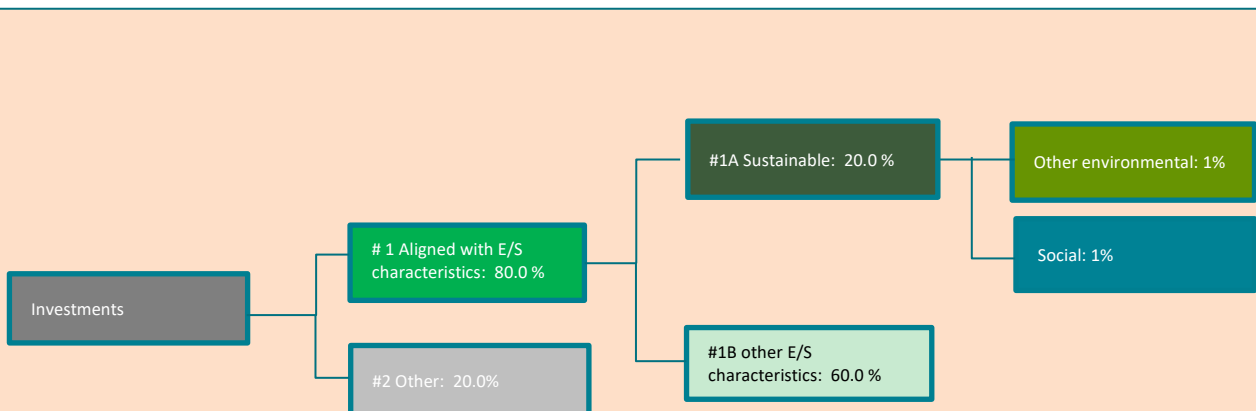 Investments
# 1 Aligned with E/S
characteristics:  80.0 %
#2 Other:  20.0%
#1A Sustainable:  20.0 %
#1B other E/S
characteristics:  60.0 %
Other environmental: 1%
Social: 1%